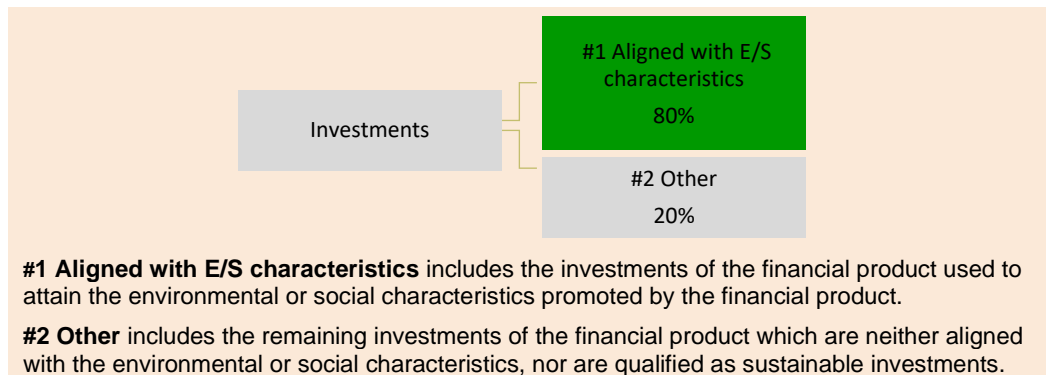 #1 Aligned with E/S
characteristics
80%
Investments
#2 Other
20%
#1 Aligned with E/S characteristics includes the investments of the financial product used to
attain the environmental or social characteristics promoted by the financial product.
#2 Other includes the remaining investments of the financial product which are neither aligned
with the environmental or social characteristics, nor are qualified as sustainable investments.